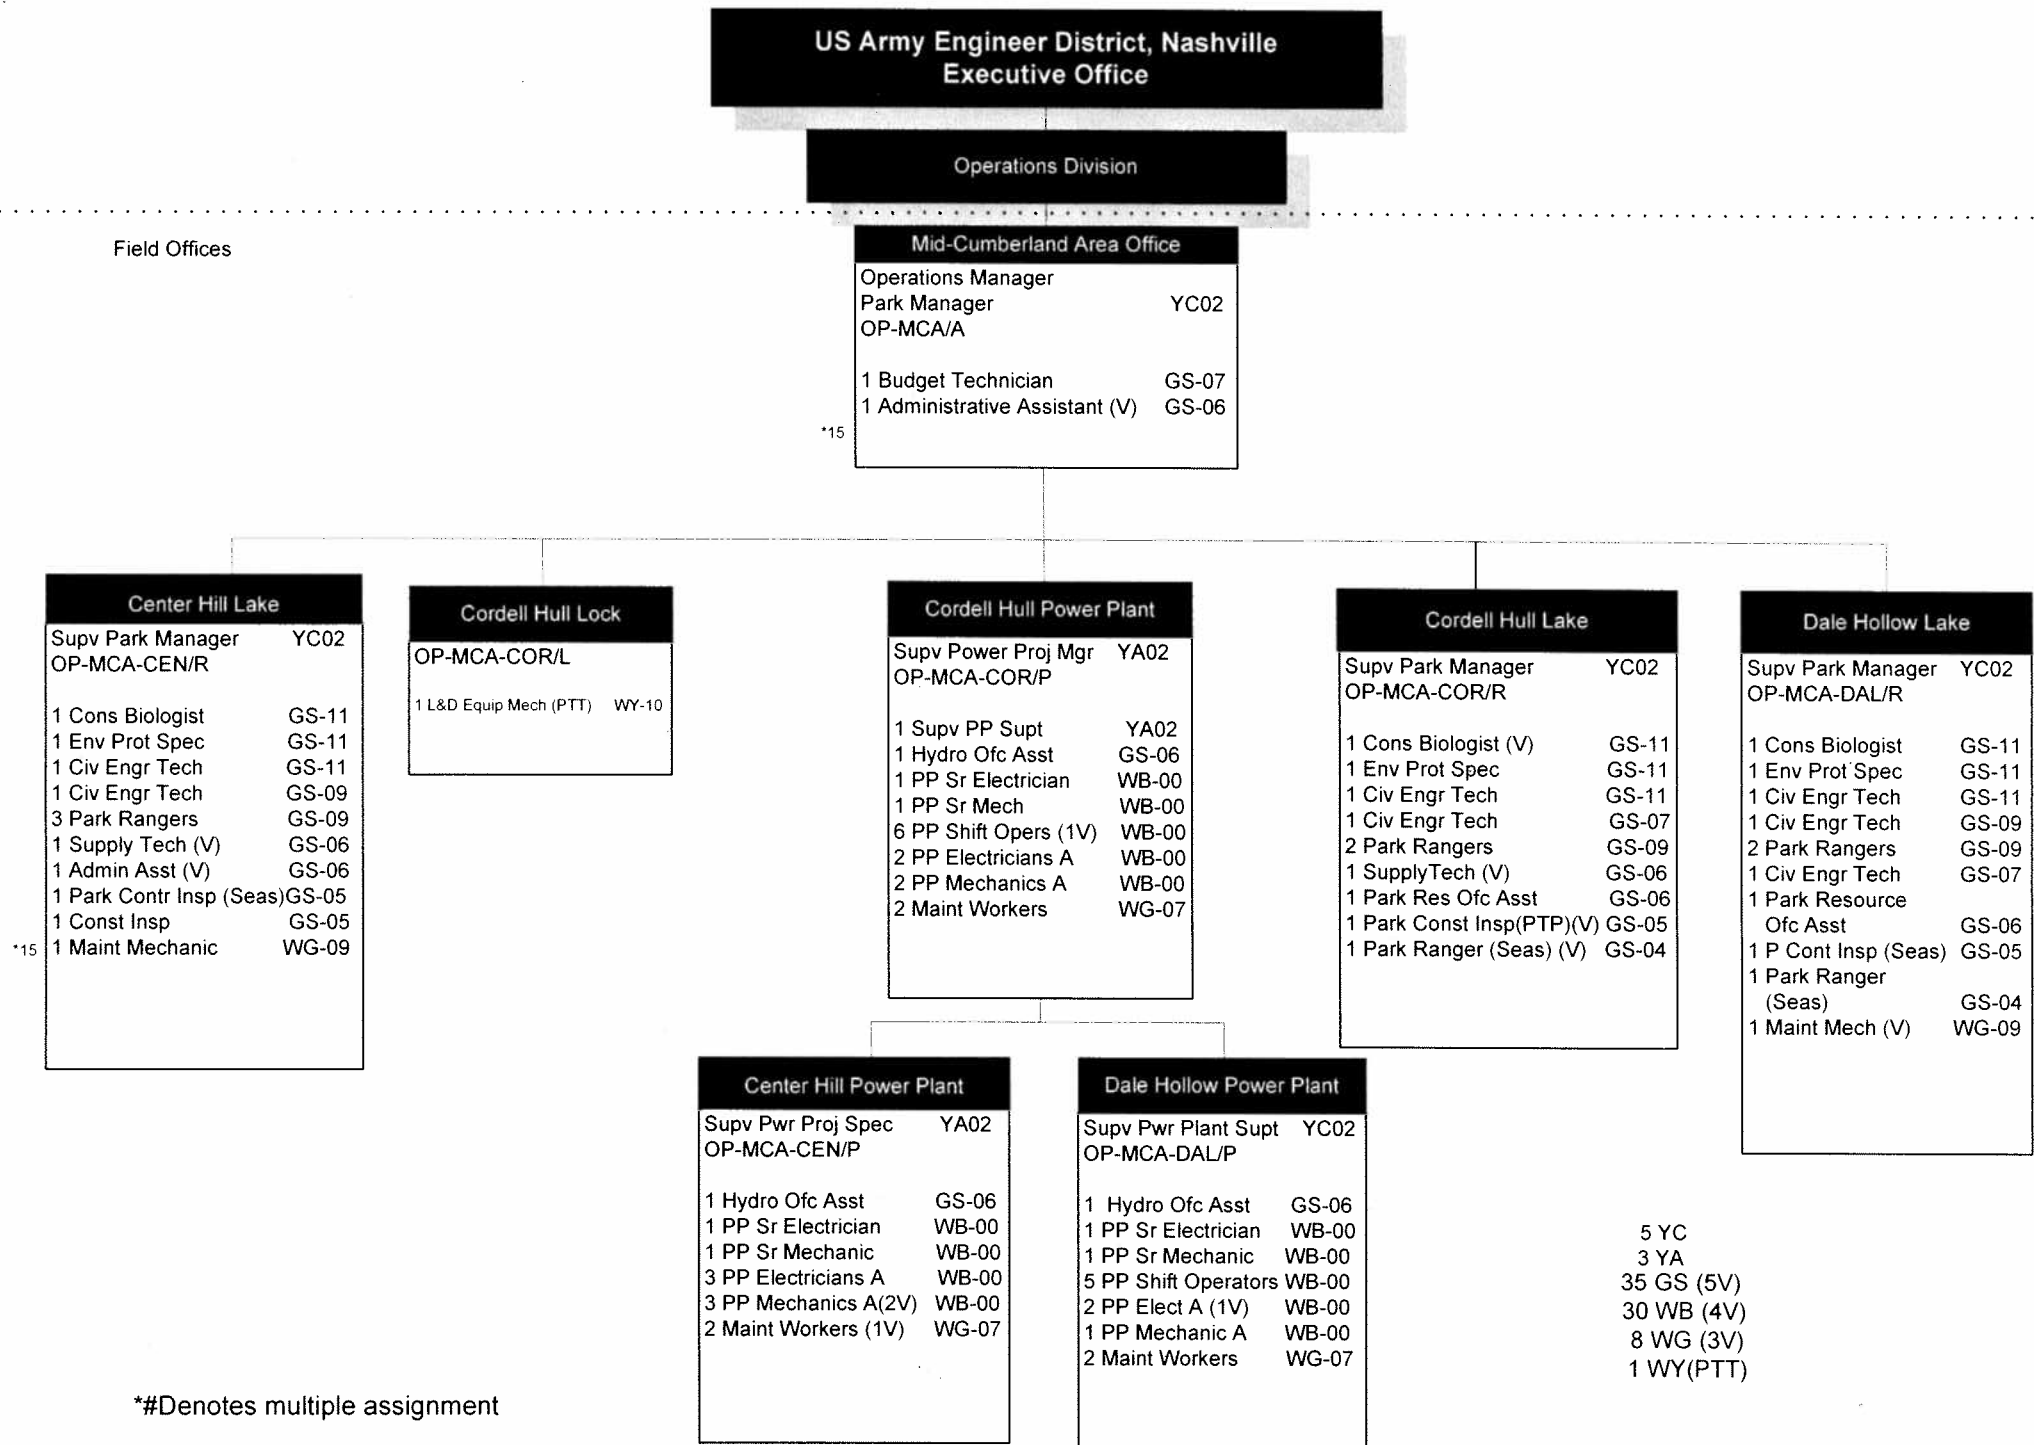 US Army Engineer District, Nashville
Executive Office
Operations Division
Field Offices
Mid-Cumberland Area Office
Operations Manager
Park Manager YC02
OP-MCA/A
1 Budget Technician GS-07
1 Administrative Assistant (V) GS-06
*15
Center Hill Lake
Supv Park Manager YC02
OP-MCA-CEN/R
1 Cons Biologist GS-11
1 Env Prot Spec GS-11
1 Civ Engr Tech GS-11
1 Civ Engr Tech GS-09
3 Park Rangers GS-09
1 Supply Tech (V) GS-06
1 Admin Asst (V) GS-06
1 Park Contr Insp (Seas)GS-05
1 Const Insp GS-05
*15 1 Maint Mechanic WG-09
Cordell Hull Lock
OP-MCA-COR/L
1 L&D Equip Mech (PTT) WY-10
Cordell Hull Power Plant
Supv Power Proj Mgr YA02
OP-MCA-COR/P
1 Supv PP Supt YA02
1 Hydro Ofc Asst GS-06
1 PP Sr Electrician WB-00
1 PP Sr Mech WB-00
6 PP Shift Opers (1V) WB-00
2 PP Electricians A WB-00
2 PP Mechanics A WB-00
2 Maint Workers WG-07
Cordell Hull Lake
Supv Park Manager YC02
OP-MCA-COR/R
1 Cons Biologist (V) GS-11
1 Env Prot Spec GS-11
1 Civ Engr Tech GS-11
1 Civ Engr Tech GS-07
2 Park Rangers GS-09
1 SupplyTech (V) GS-06
1 Park Res Ofc Asst GS-06
1 Park Const Insp(PTP)(V) GS-05
1 Park Ranger (Seas) (V) GS-04
Dale Hollow Lake
Supv Park Manager YC02
OP-MCA-DAL/R
1 Cons Biologist GS-11
1 Env Prot Spec GS-11
1 Civ Engr Tech GS-11
1 Civ Engr Tech GS-09
2 Park Rangers GS-09
1 Civ Engr Tech GS-07
1 Park Resource
Ofc Asst GS-06
1 P Cont Insp (Seas) GS-05
1 Park Ranger
(Seas) GS-04
1 Maint Mech (V) WG-09
Center Hill Power Plant
Supv Pwr Proj Spec YA02
OP-MCA-CEN/P
1 Hydro Ofc Asst GS-06
1 PP Sr Electrician WB-00
1 PP Sr Mechanic WB-00
3 PP Electricians A WB-00
3 PP Mechanics A(2V) WB-00
2 Maint Workers (1V) WG-07
Dale Hollow Power Plant
Supv Pwr Plant Supt YC02
OP-MCA-DAL/P
1 Hydro Ofc Asst GS-06
1 PP Sr Electrician WB-00
1 PP Sr Mechanic WB-00
5 PP Shift Operators WB-00
2 PP Elect A (1V) WB-00
1 PP Mechanic A WB-00
2 Maint Workers WG-07
5 YC
3 YA
35 GS (5V)
30 WB (4V)
8 WG (3V)
1 WY(PTT)
*#Denotes multiple assignment